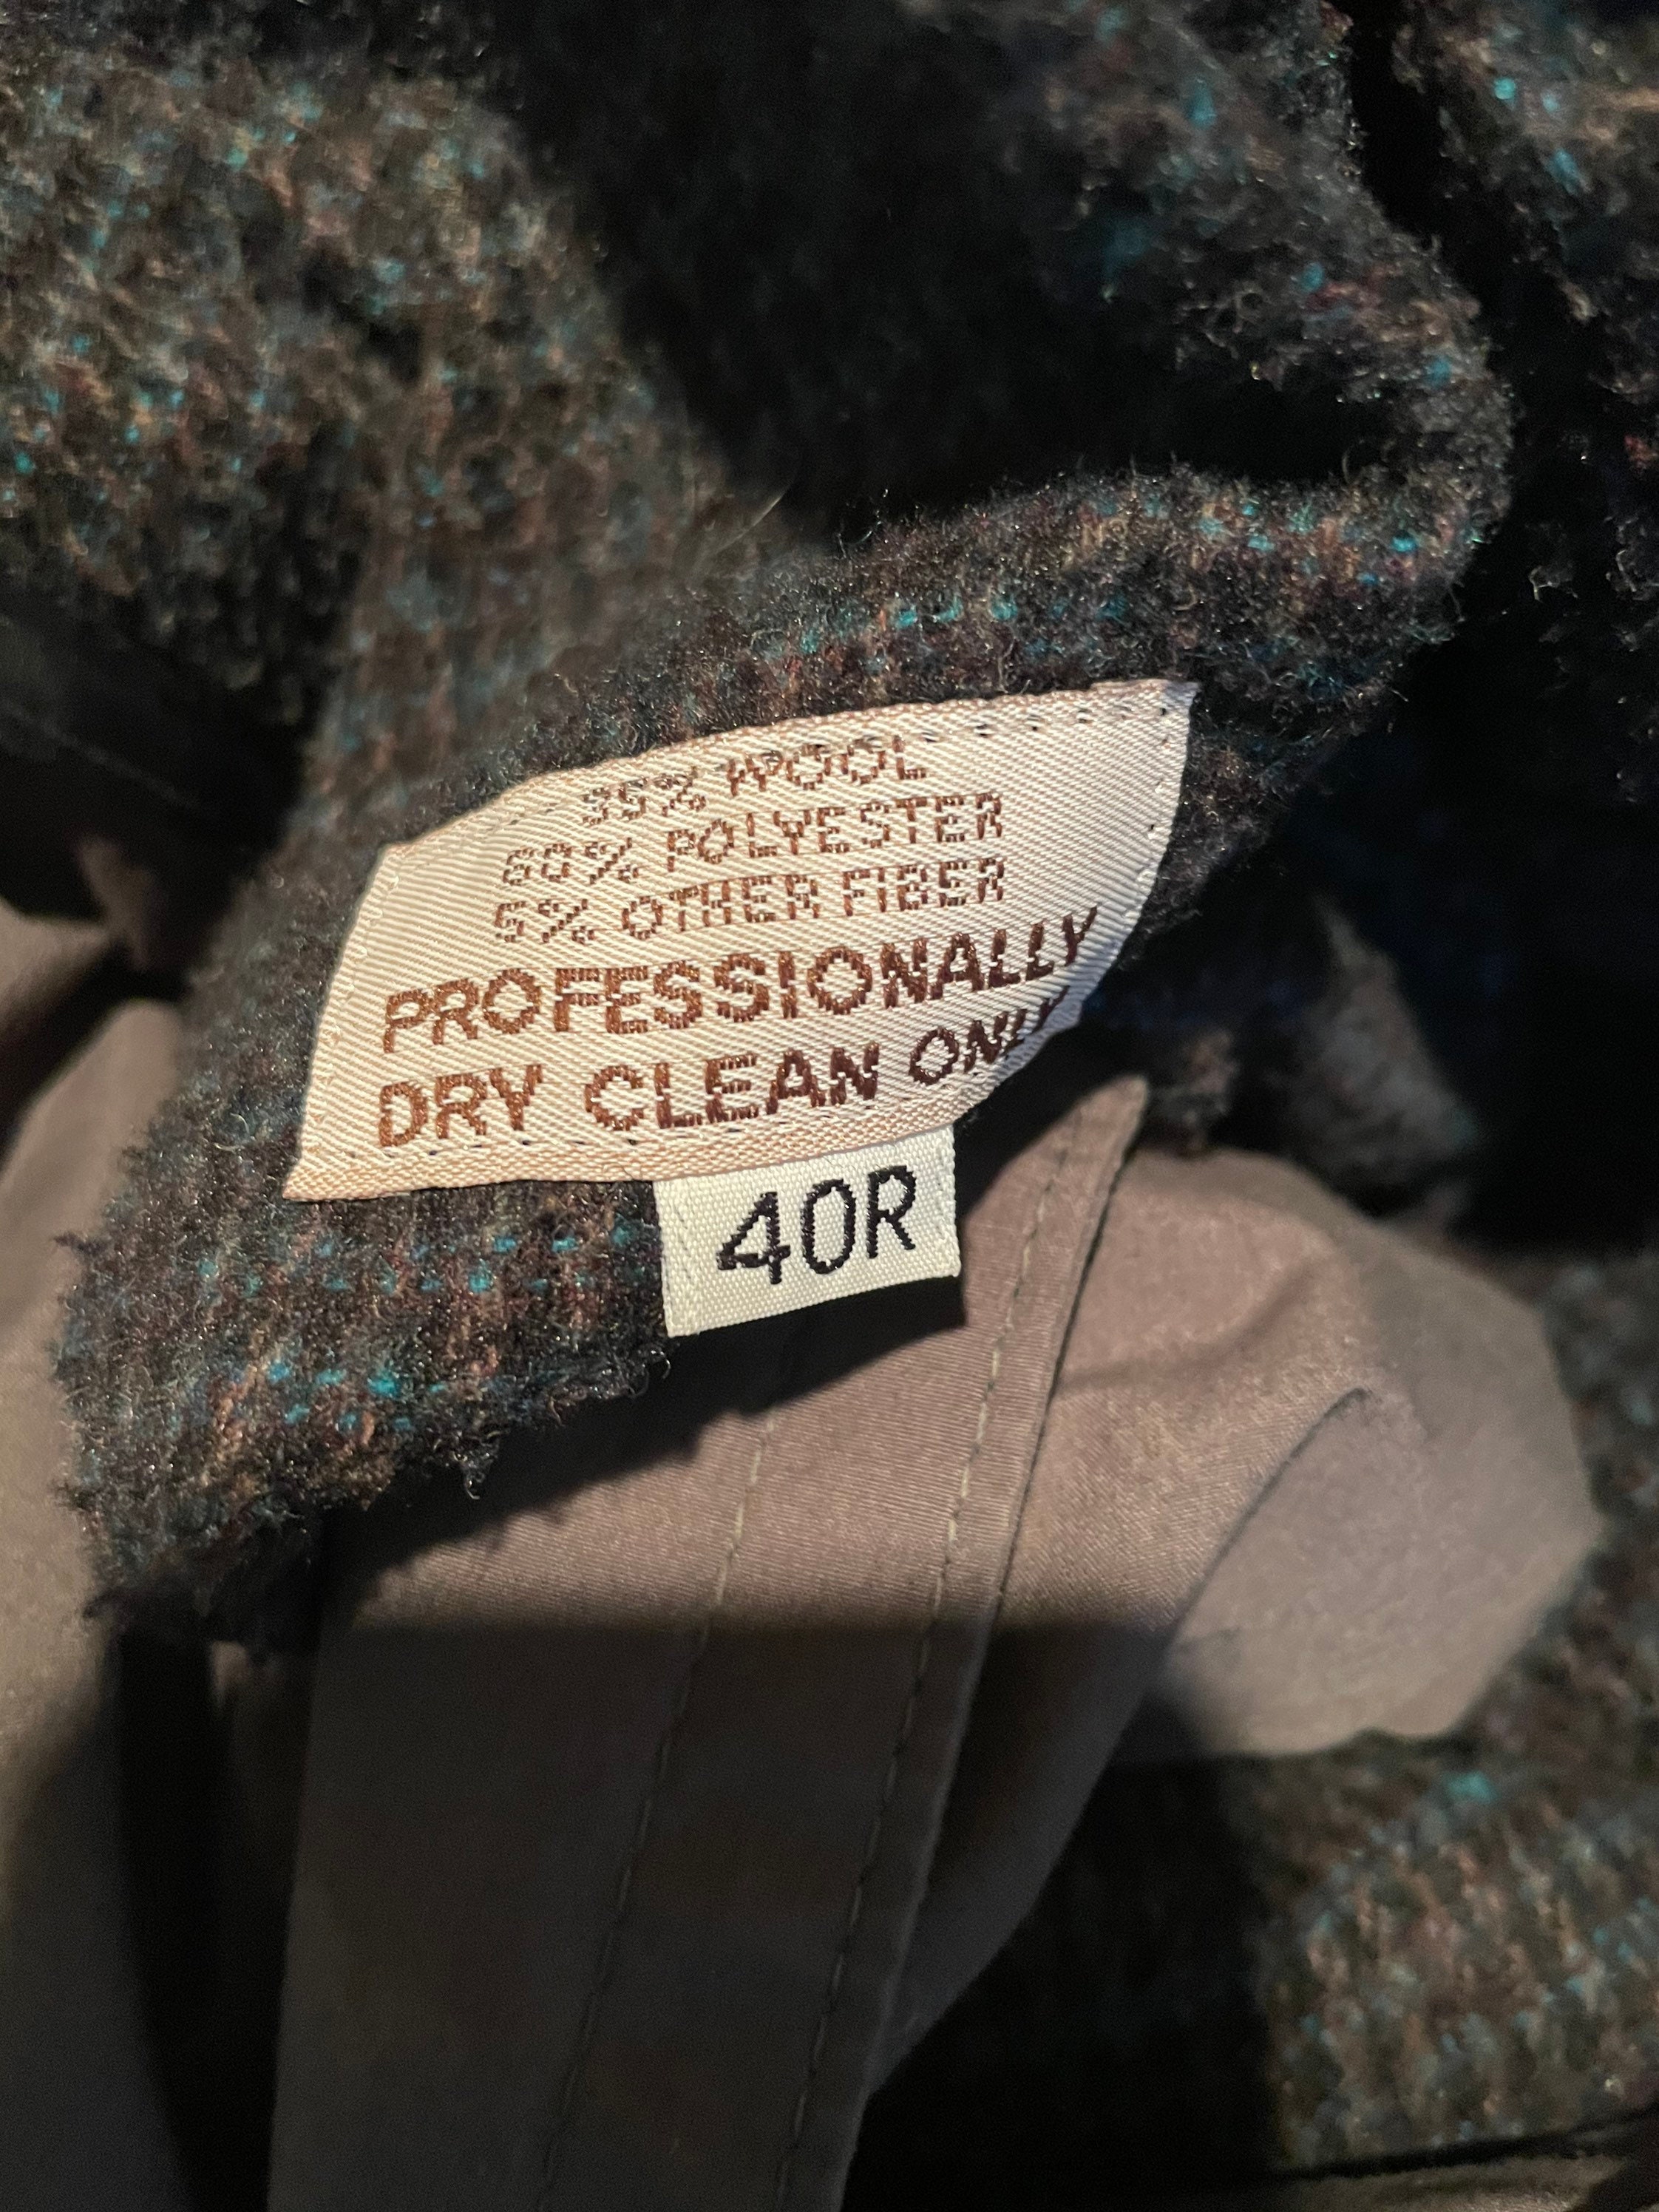 35% WOOL
60% POLYESTER
5% OTHER FIBER
PROFESSIONALLY
DRY CLEAN ONLY
40R